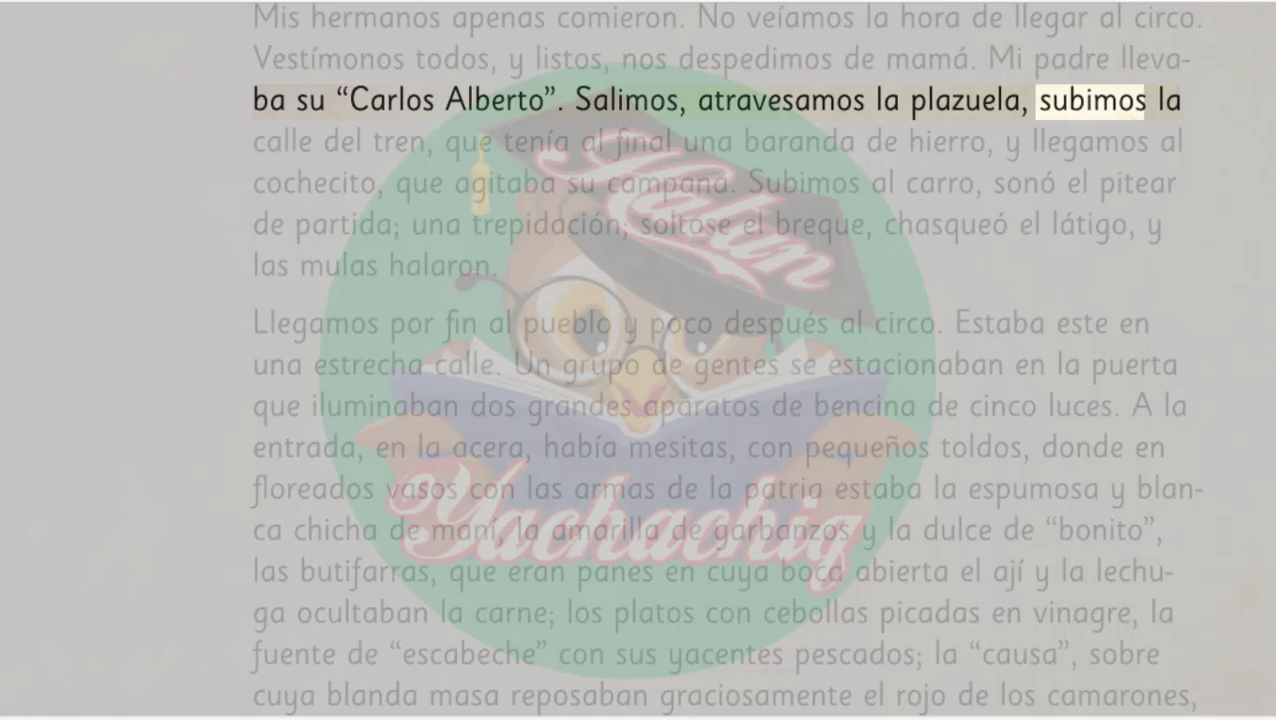 Mis hermanos apenas comieron. No veíamos la hora de llegar al circo.
Vestímonos todos, y listos, nos despedimos de mamá. Mi padre lleva-
ba su “Carlos Alberto”. Salimos, atravesamos la plazuela, subimos la
calle del tren, que tenía al final una baranda de hierro, y llegamos al
cochecito, que agitaba su campana. Subimos al carro, sonó el pitear
de partida; una trepidación; soltose el breque, chasqueó el látigo, y
las mulas halaron.
Llegamos por fin al pueblo y poco después al circo. Estaba este en
una estrecha calle. Un grupo de gentes se estacionaban en la puerta
que iluminaban dos grandes aparatos de bencina de cinco luces. A la
entrada, en la acera, había mesitas, con pequeños toldos, donde en
floreados vasos con las armas de la patria estaba la espumosa y blan-
ca chicha de maní, la amarilla de garbanzos y la dulce de “bonito”,
las butifarras, que eran panes en cuya boca abierta el ají y la lechu-
ga ocultaban la carne; los platos con cebollas picadas en vinagre, la
fuente de “escabeche” con sus yacentes pescados; la “causa”, sobre
cuya blanda masa reposaban graciosamente el rojo de los camarones,
Hatun
Yachachiq